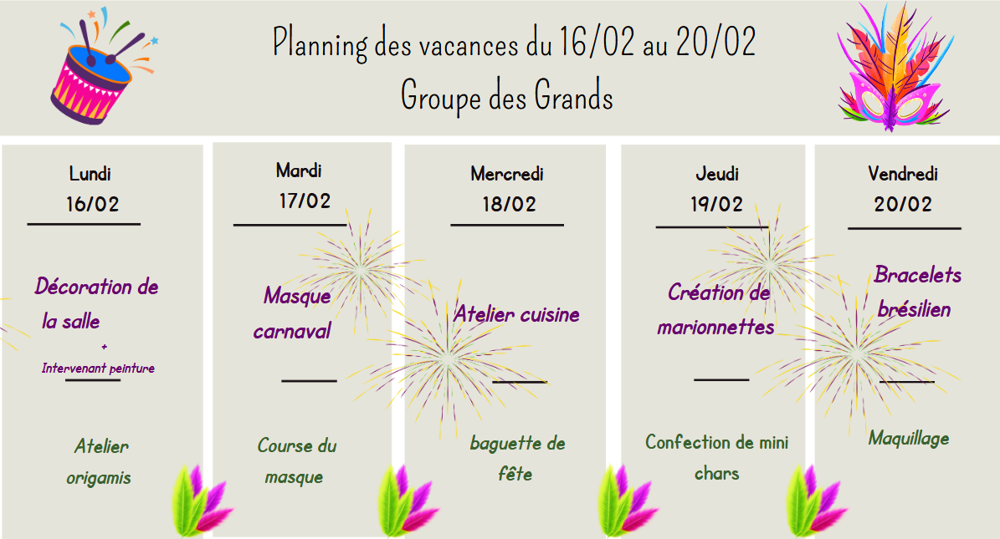 Planning des vacances du 16/02 au 20/02
Groupe des Grands
Lundi
16/02
Décoration de
la salle
+
Intervenant peinture
Atelier
origamis
Mardi
17/02
Masque
carnaval
Course du
masque
Mercredi
18/02
Atelier cuisine
baguette de
fête
Jeudi
19/02
Création de
marionnettes
Confection de mini
chars
Vendredi
20/02
Bracelets
brésilien
Maquillage